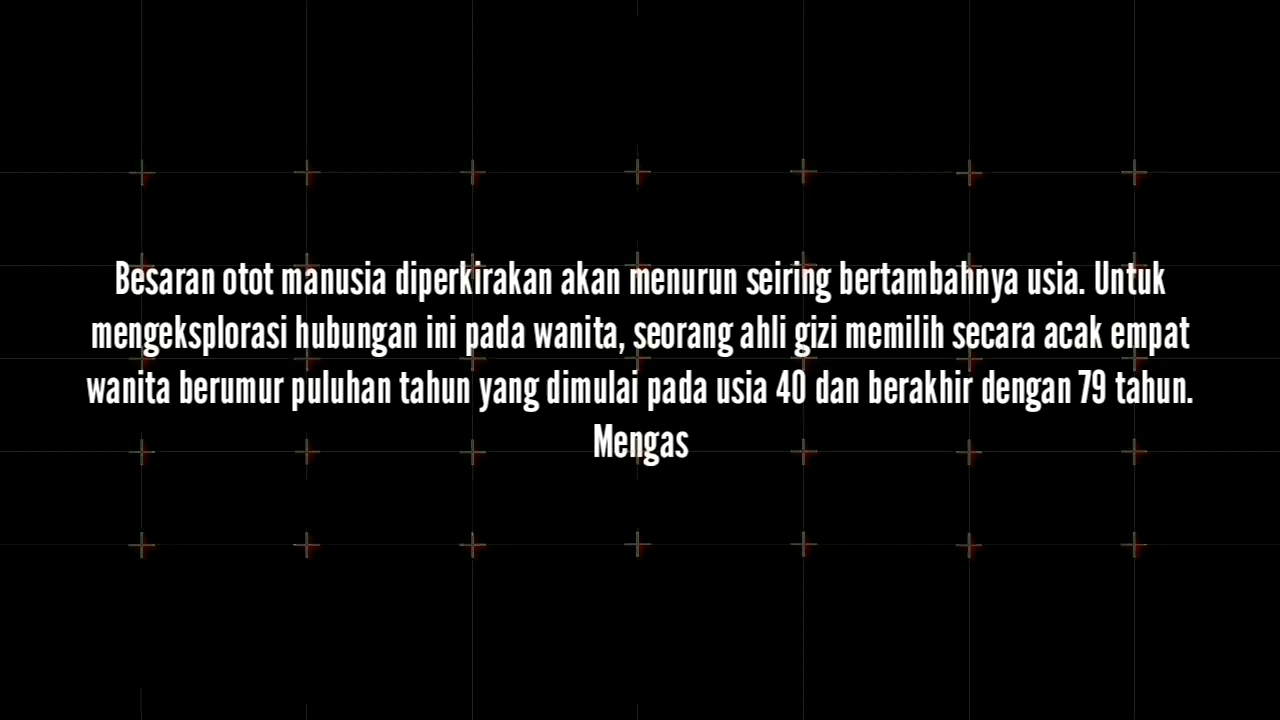 Besaran otot manusia diperkirakan akan menurun seiring bertambahnya usia. Untuk
mengeksplorasi hubungan ini pada wanita, seorang ahli gizi memilih secara acak empat
wanita berumur puluhan tahun yang dimulai pada usia 40 dan berakhir dengan 79 tahun.
Mengas